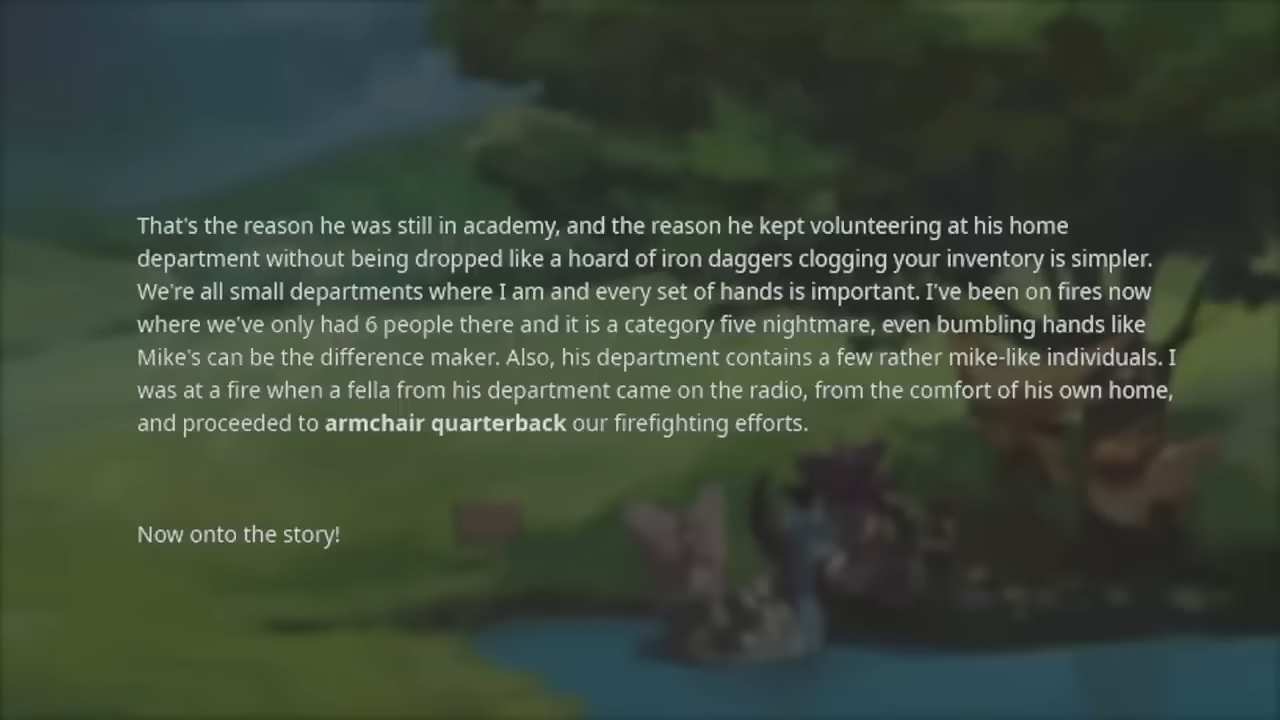 That's the reason he was still in academy, and the reason he kept volunteering at his home
department without being dropped like a hoard of iron daggers clogging your inventory is simpler.
We're all small departments where I am and every set of hands is important. I've been on fires now
where we've only had 6 people there and it is a category five nightmare, even bumbling hands like
Mike's can be the difference maker. Also, his department contains a few rather mike-like individuals. I
was at a fire when a fella from his department came on the radio, from the comfort of his own home,
and proceeded to armchair quarterback our firefighting efforts.
Now onto the story!